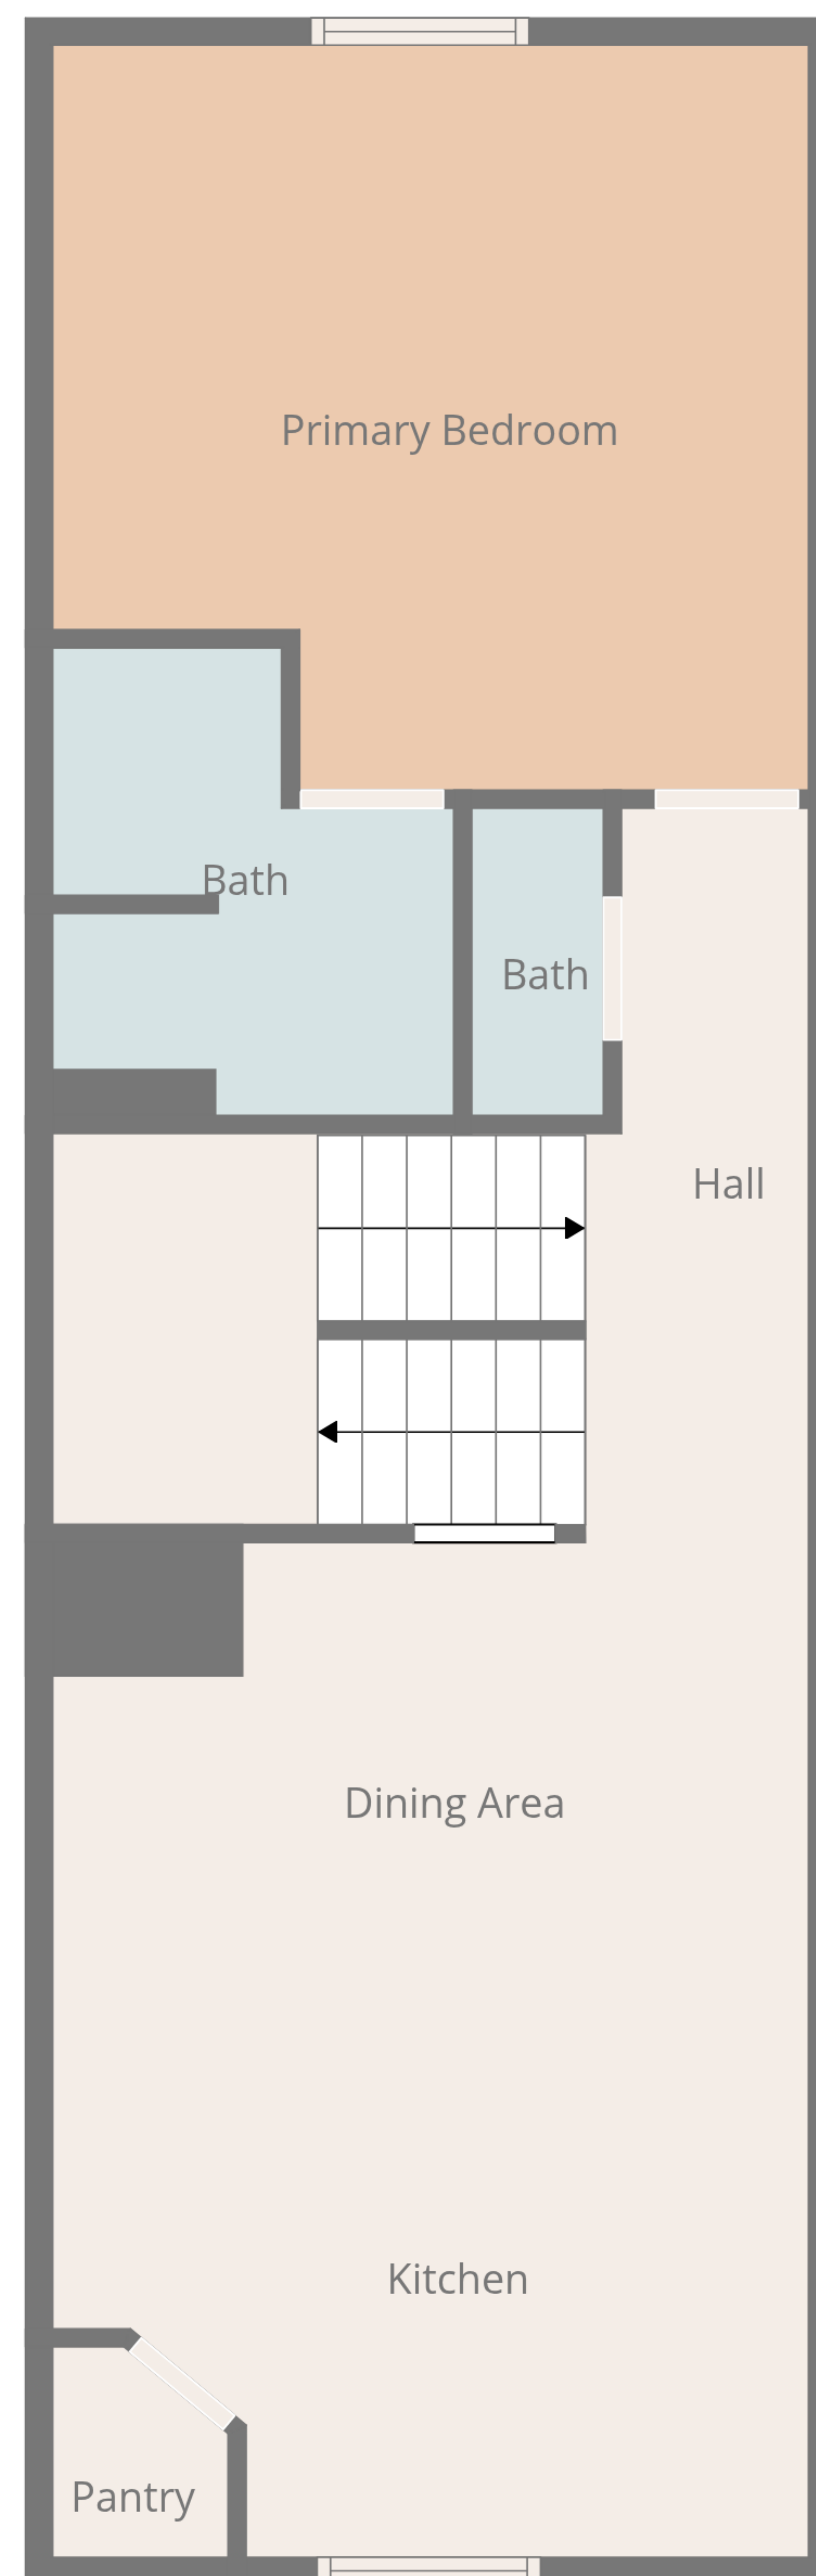 Primary Bedroom
Bath
Bath
Hall
Dining Area
Kitchen
Pantry